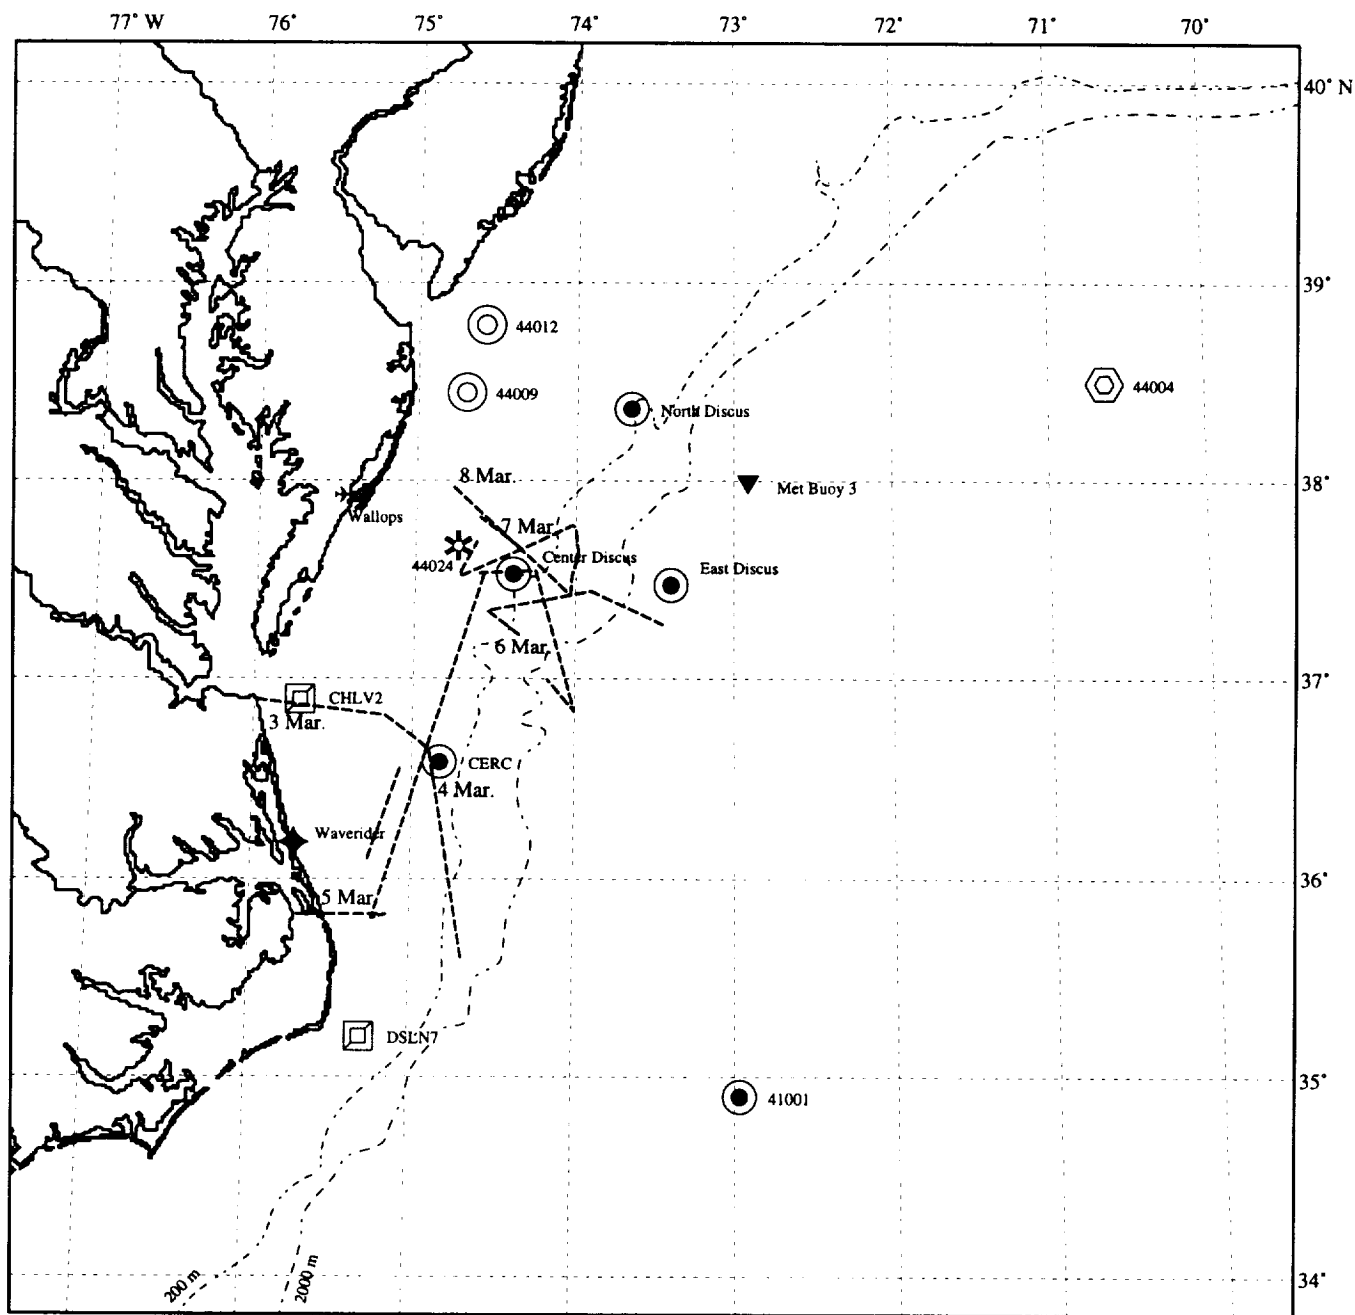 77° W 76° 75° 74° 73° 72° 71° 70°
40° N
39°
44012
44009
44004
North Discus
8 Mar.
38°
Met Buoy 3
Wallops
7 Mar.
44024
Center Discus
East Discus
6 Mar.
37°
CHLV2
3 Mar.
CERC
4 Mar.
Waverider
36°
5 Mar.
DSLN7
35°
41001
200 m
2000 m
34°